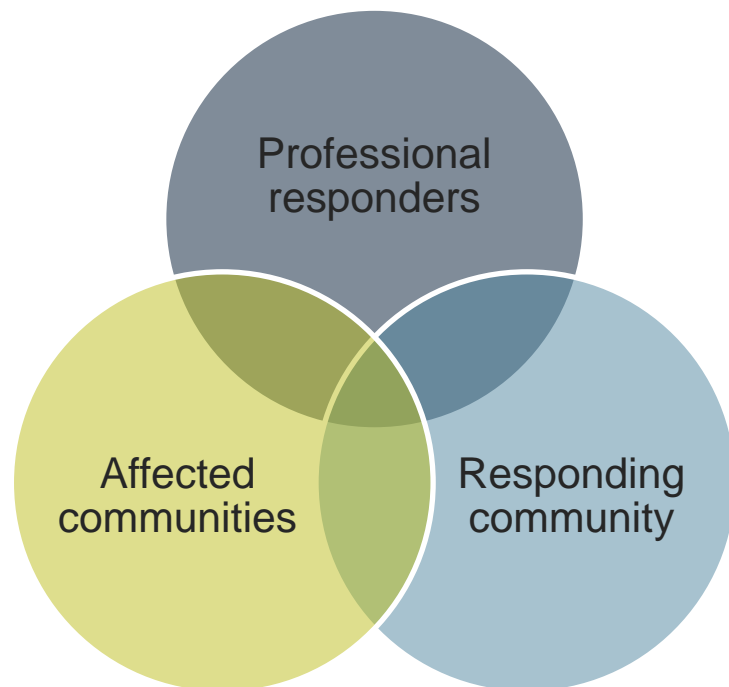 Professional
responders
Affected
communities
Responding
community